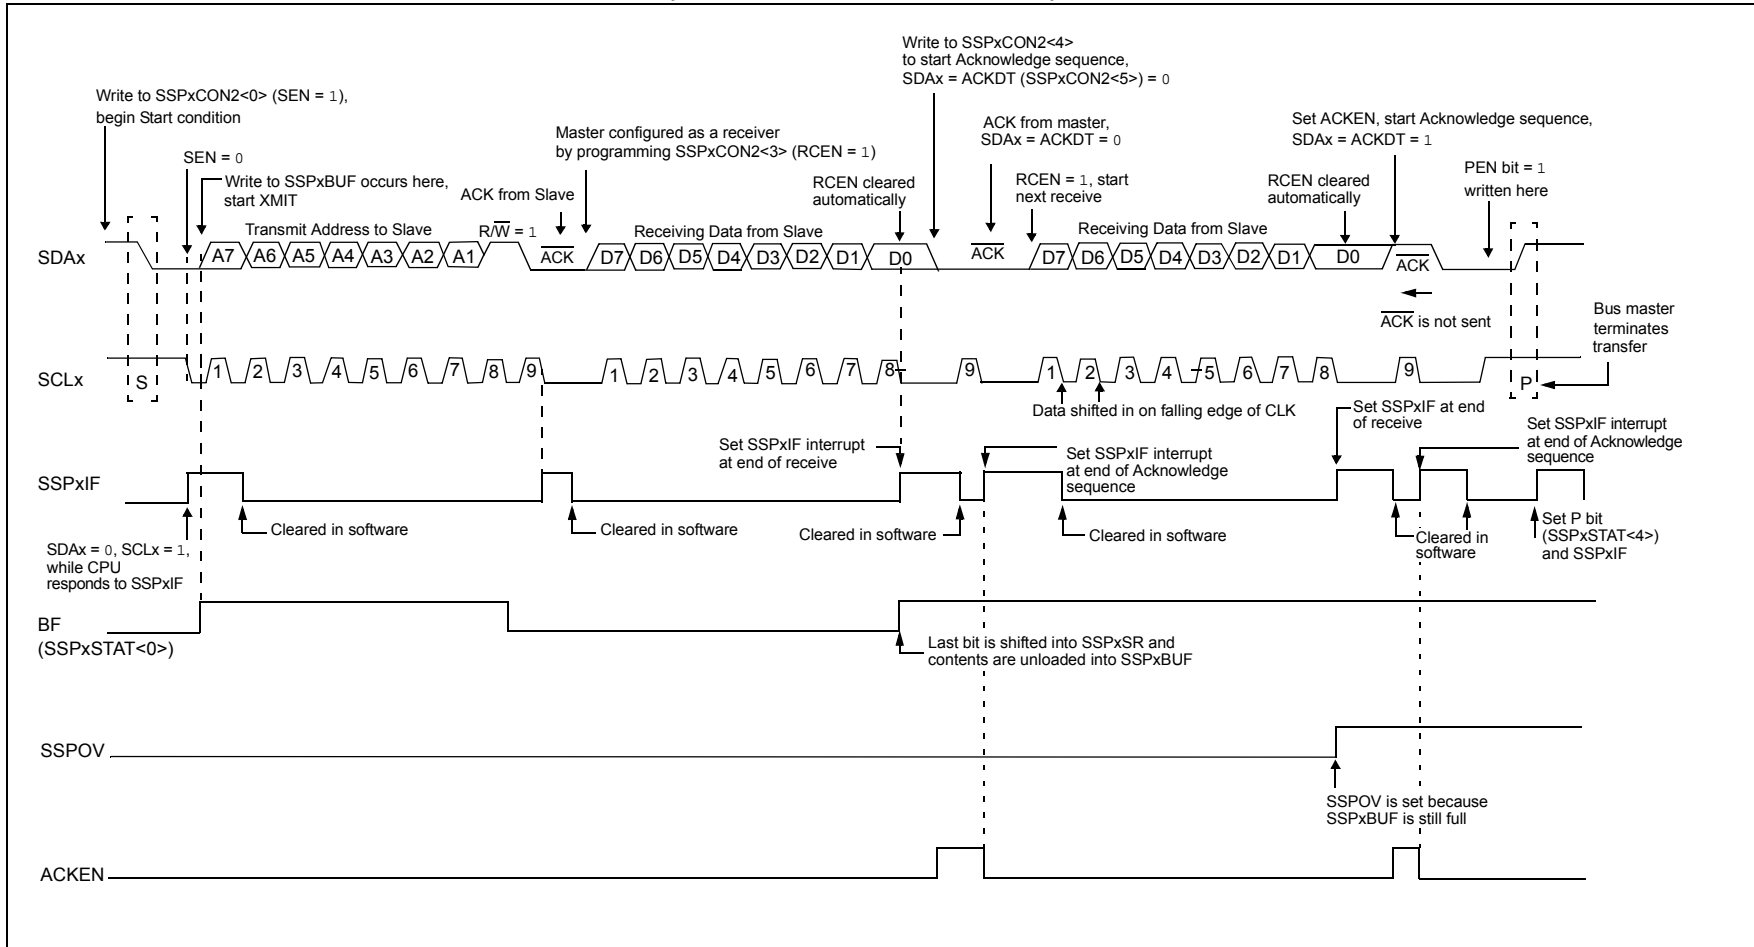 Write to SSPxCON2<4>
to start Acknowledge sequence,
SDAx = ACKDT (SSPxCON2<5>) = 0
Write to SSPxCON2<0> (SEN = 1),
begin Start condition
ACK from master,
SDAx = ACKDT = 0
Set ACKEN, start Acknowledge sequence,
SDAx = ACKDT = 1
Master configured as a receiver
by programming SSPxCON2<3> (RCEN = 1)
SEN = 0
PEN bit = 1
written here
Write to SSPxBUF occurs here,
start XMIT
ACK from Slave
RCEN cleared
automatically
RCEN = 1, start
next receive
RCEN cleared
automatically
Transmit Address to Slave
R/W = 1
Receiving Data from Slave
Receiving Data from Slave
SDAx
A7 A6 A5 A4 A3 A2 A1 ACK D7 D6 D5 D4 D3 D2 D1 D0 ACK D7 D6 D5 D4 D3 D2 D1 D0 ACK
ACK is not sent
Bus master
terminates
transfer
SCLx
S 1 2 3 4 5 6 7 8 9 1 2 3 4 5 6 7 8 9 1 2 3 4 5 6 7 8 9 P
Data shifted in on falling edge of CLK
Set SSPxIF at end
of receive
Set SSPxIF interrupt
at end of receive
Set SSPxIF interrupt
at end of Acknowledge
sequence
Set SSPxIF interrupt
at end of Acknowledge
sequence
SSPxIF
Cleared in software
Cleared in software
Cleared in software
Cleared in software
Cleared in
software
Set P bit
(SSPxSTAT<4>)
and SSPxIF
SDAx = 0, SCLx = 1,
while CPU
responds to SSPxIF
BF
(SSPxSTAT<0>)
Last bit is shifted into SSPxSR and
contents are unloaded into SSPxBUF
SSPOV
SSPOV is set because
SSPxBUF is still full
ACKEN